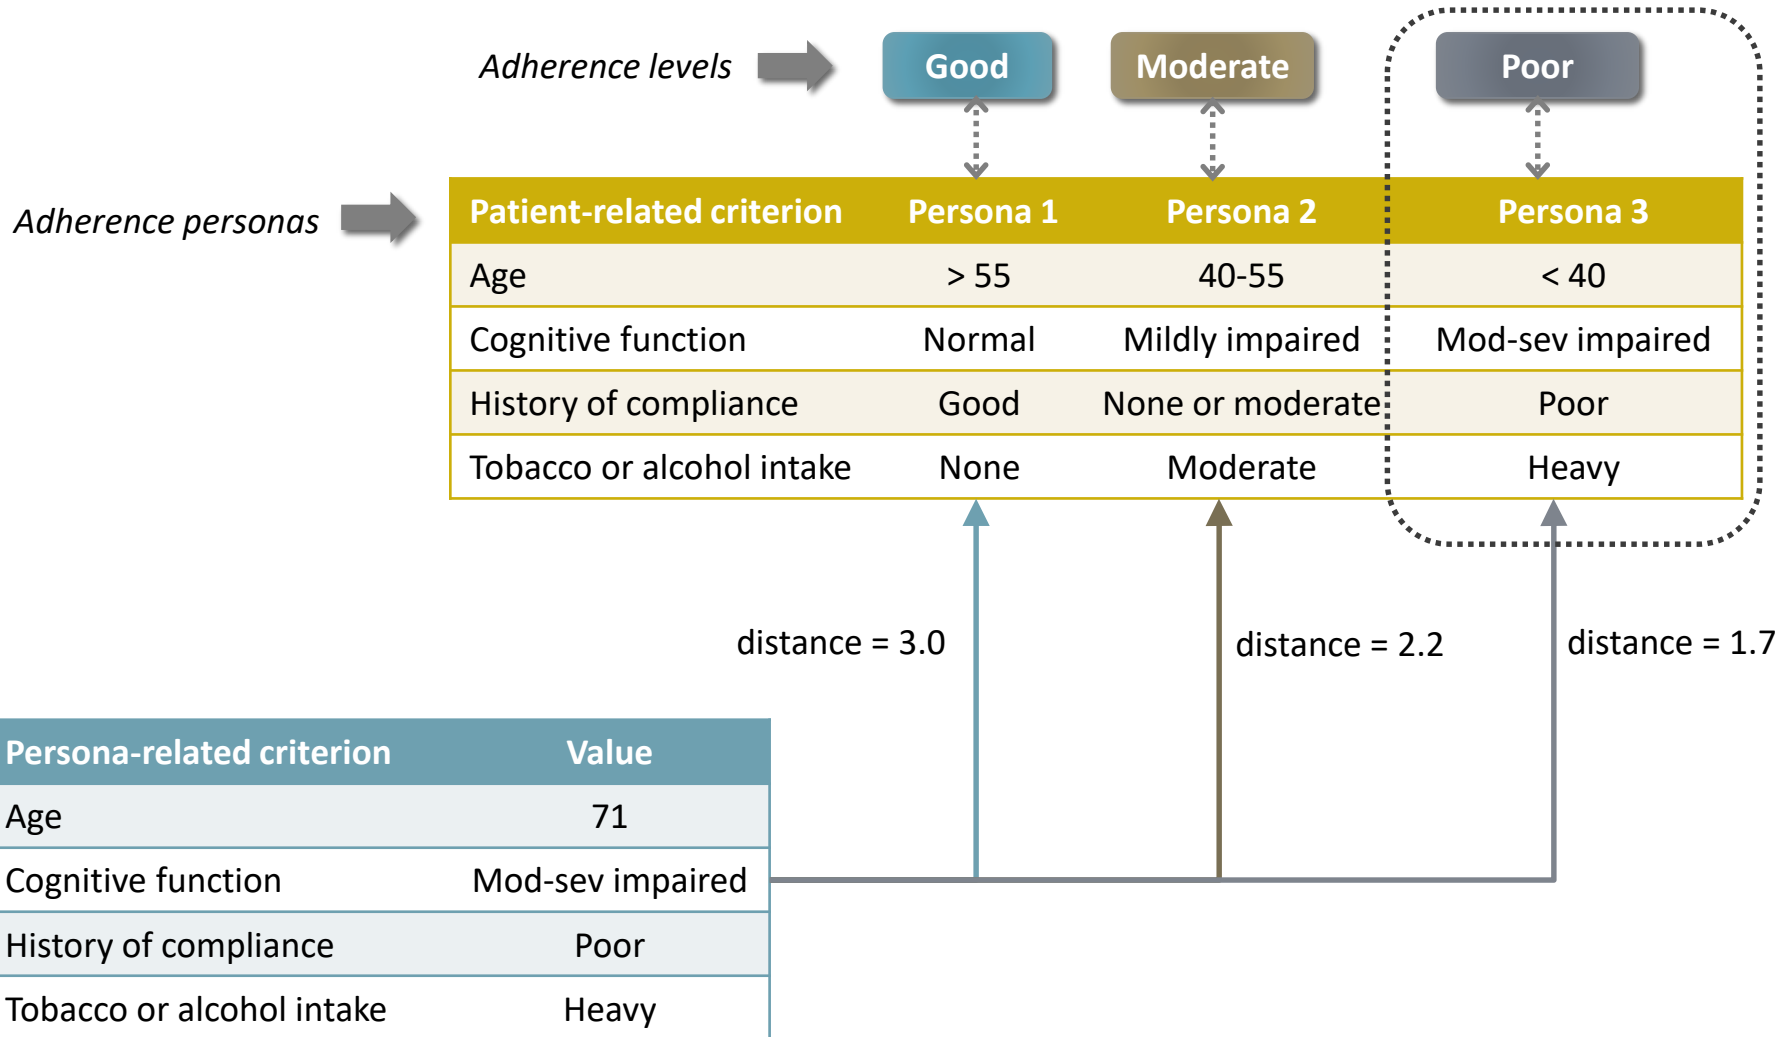 Adherence levels Good Moderate Poor
Adherence personas
Patient-related criterion Persona 1 Persona 2 Persona 3
Age > 55 40-55 < 40
Cognitive function Normal Mildly impaired Mod-sev impaired
History of compliance Good None or moderate Poor
Tobacco or alcohol intake None Moderate Heavy
distance = 3.0 distance = 2.2 distance = 1.7
Persona-related criterion Value
Age 71
Cognitive function Mod-sev impaired
History of compliance Poor
Tobacco or alcohol intake Heavy